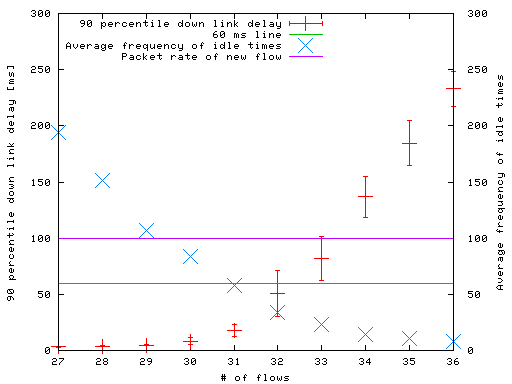 90 percentile down link delay
60 ms line
Average frequency of idle times
Packet rate of new flow
300
250
200
150
100
50
0
90 percentile down link delay [ms]
300
250
200
150
100
50
0
Average frequency of idle times
27 28 29 30 31 32 33 34 35 36
# of flows